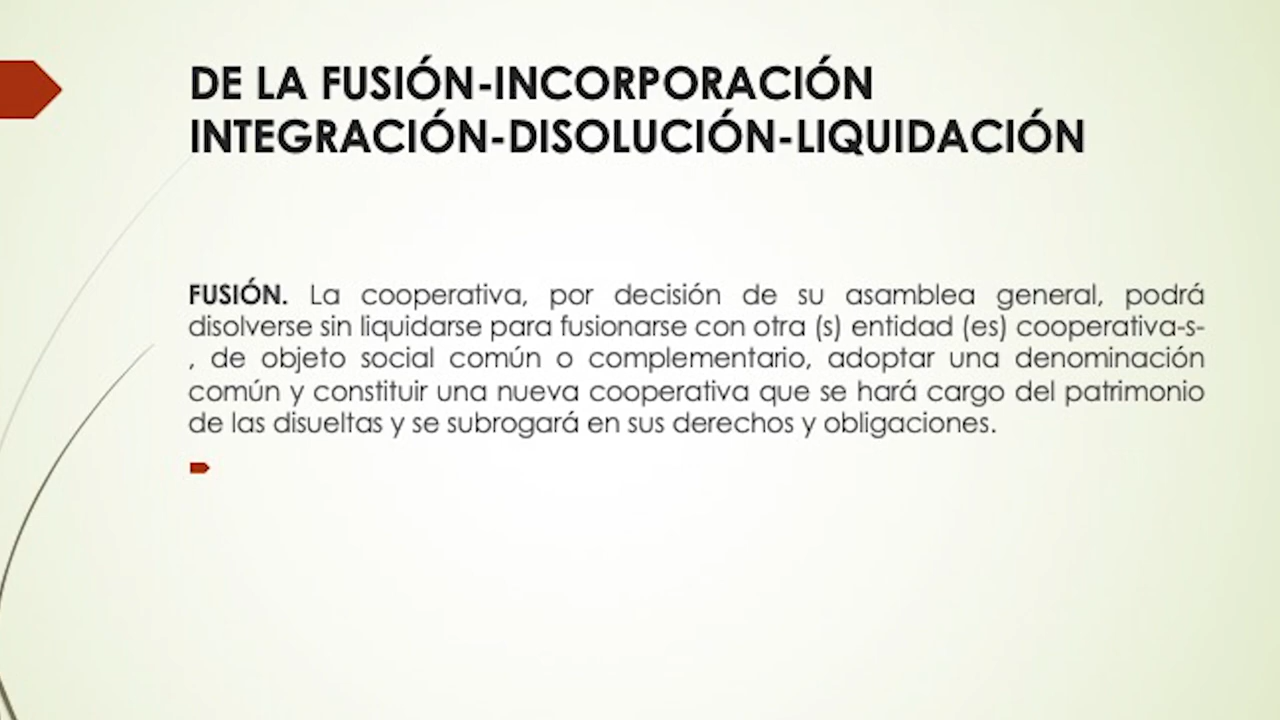 DE LA FUSIÓN-INCORPORACIÓN
INTEGRACIÓN-DISOLUCIÓN-LIQUIDACIÓN
FUSIÓN. La cooperativa, por decisión de su asamblea general, podrá
disolverse sin liquidarse para fusionarse con otra (s) entidad (es) cooperativa-s-
, de objeto social común o complementario, adoptar una denominación
común y constituir una nueva cooperativa que se hará cargo del patrimonio
de las disueltas y se subrogará en sus derechos y obligaciones.